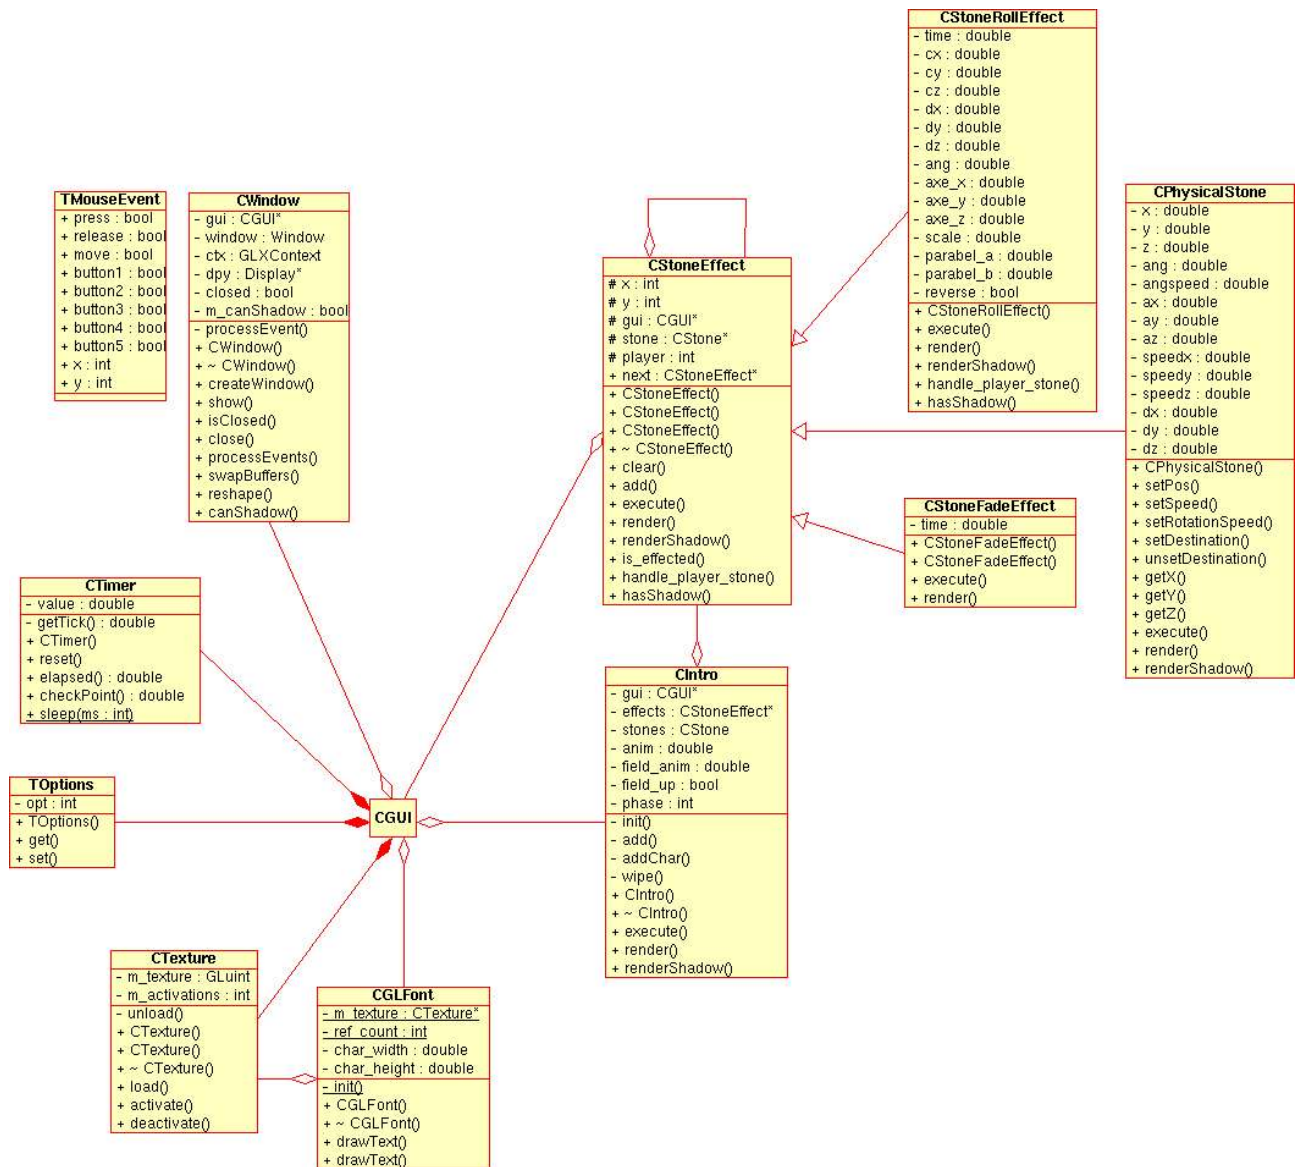 CStoneRollEffect
- time : double
- cx : double
- cy : double
- cz : double
- dx : double
- dy : double
- dz : double
- ang : double
- axe_x : double
- axe_y : double
- axe_z : double
- scale : double
- parabel_a : double
- parabel_b : double
- reverse : bool
+ CStoneRollEffect()
+ execute()
+ render()
+ renderShadow()
+ handle_player_stone()
+ hasShadow()
TMouseEvent
+ press : bool
+ release : bool
+ move : bool
+ button1 : bool
+ button2 : bool
+ button3 : bool
+ button4 : bool
+ button5 : bool
+ x : int
+ y : int
CWindow
- gui : CGUI*
- window : Window
- ctx : GLXContext
- dpy : Display*
- closed : bool
- m_canShadow : bool
- processEvent()
+ CWindow()
+ ~ CWindow()
+ createWindow()
+ show()
+ isClosed()
+ close()
+ processEvents()
+ swapBuffers()
+ reshape()
+ canShadow()
CStoneEffect
# x : int
# y : int
# gui : CGUI*
# stone : CStone*
# player : int
+ next : CStoneEffect*
+ CStoneEffect()
+ CStoneEffect()
+ CStoneEffect()
+ ~ CStoneEffect()
+ clear()
+ add()
+ execute()
+ render()
+ renderShadow()
+ is_effected()
+ handle_player_stone()
+ hasShadow()
CPhysicalStone
- x : double
- y : double
- z : double
- ang : double
- angspeed : double
- ax : double
- ay : double
- az : double
- speedx : double
- speedy : double
- speedz : double
- dx : double
- dy : double
- dz : double
+ CPhysicalStone()
+ setPos()
+ setSpeed()
+ setRotationSpeed()
+ setDestination()
+ unsetDestination()
+ getX()
+ getY()
+ getZ()
+ execute()
+ render()
+ renderShadow()
CStoneFadeEffect
- time : double
+ CStoneFadeEffect()
+ CStoneFadeEffect()
+ execute()
+ render()
CTimer
- value : double
- getTick() : double
+ CTimer()
+ reset()
+ elapsed() : double
+ checkPoint() : double
+ sleep(ms : int)
CIntro
- gui : CGUI*
- effects : CStoneEffect*
- stones : CStone
- anim : double
- field_anim : double
- field_up : bool
- phase : int
- init()
- add()
- addChar()
- wipe()
+ CIntro()
+ ~ CIntro()
+ execute()
+ render()
+ renderShadow()
TOptions
- opt : int
+ TOptions()
+ get()
+ set()
CGUI
CTexture
- m_texture : GLuint
- m_activations : int
- unload()
+ CTexture()
+ CTexture()
+ ~ CTexture()
+ load()
+ activate()
+ deactivate()
CGLFont
- m_texture : CTexture*
- ref_count : int
- char_width : double
- char_height : double
- init()
+ CGLFont()
+ ~ CGLFont()
+ drawText()
+ drawText()